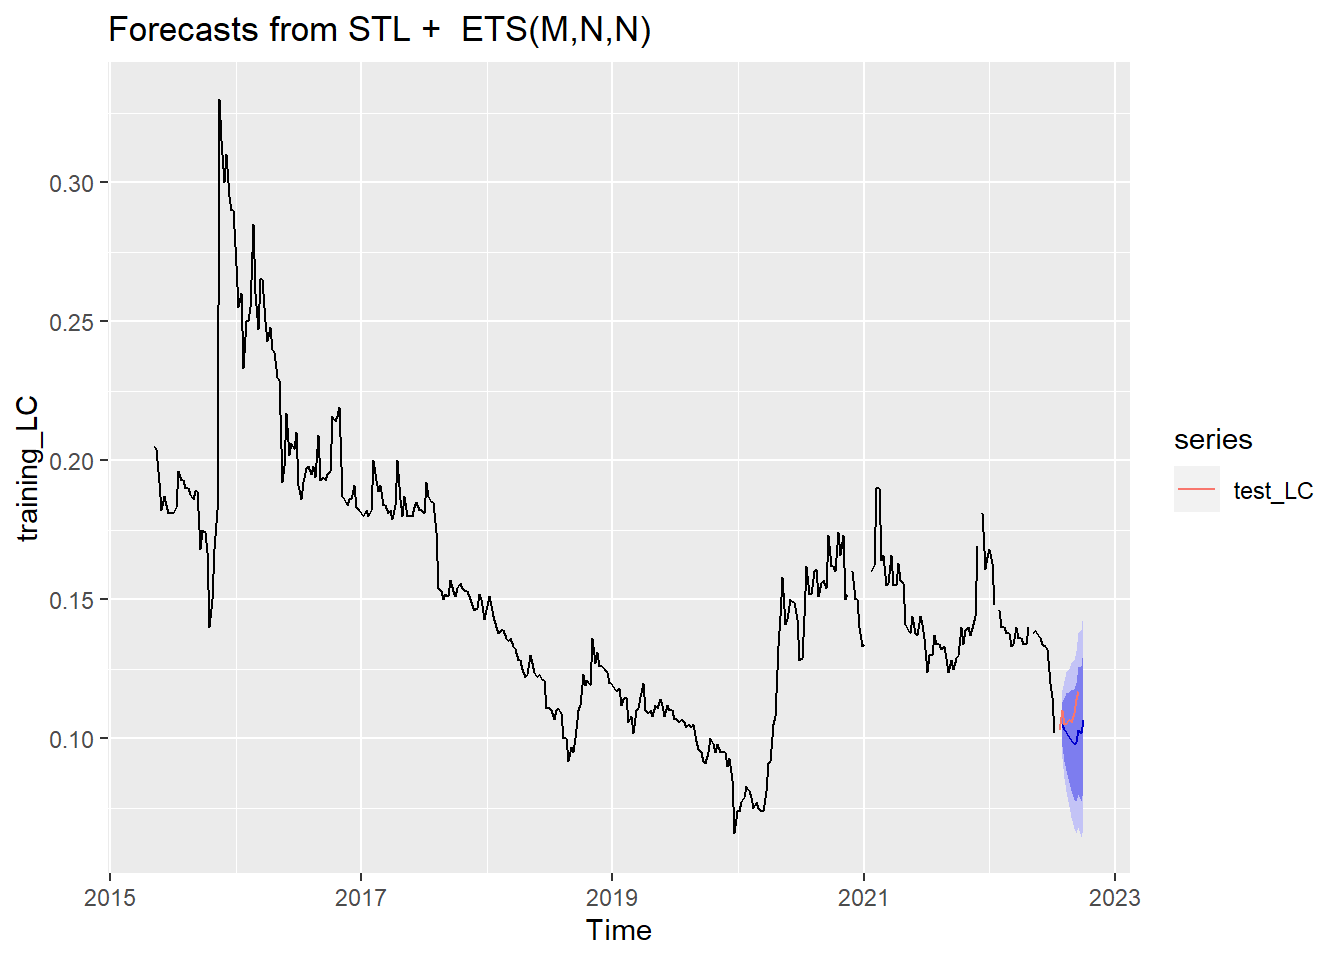 Forecasts from STL +  ETS(M,N,N)
training_LC
0.30
0.25
0.20
0.15
0.10
2015
2017
2019
2021
2023
Time
series
test_LC